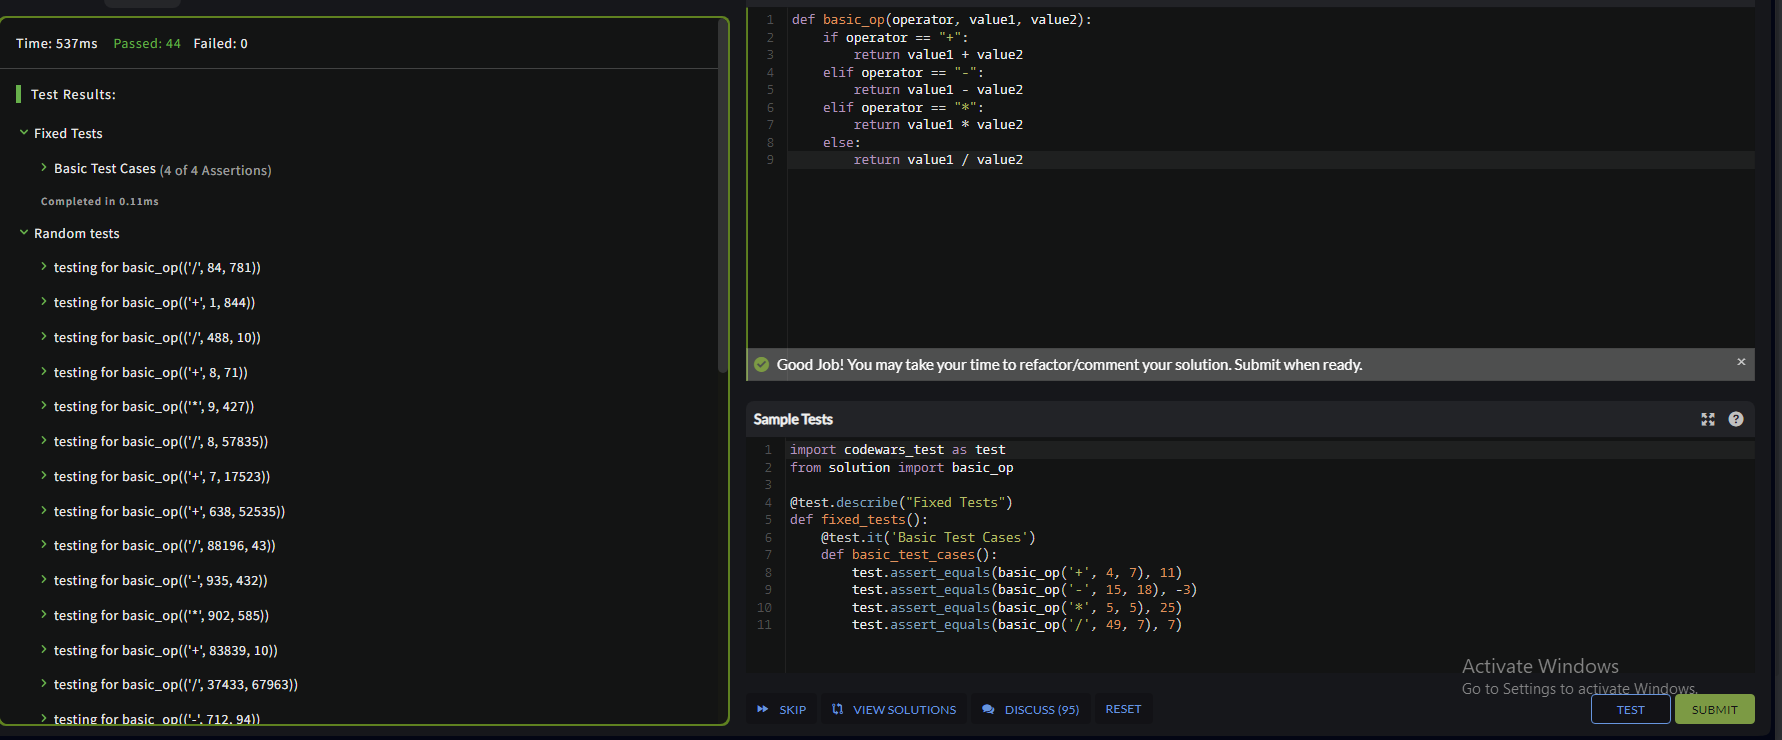 Time: 537ms Passed: 44 Failed: 0
Test Results:
Fixed Tests
Basic Test Cases (4 of 4 Assertions)
Completed in 0.11ms
Random tests
testing for basic_op(('/', 84, 781))
testing for basic_op(('+', 1, 844))
testing for basic_op(('/', 488, 10))
testing for basic_op(('+', 8, 71))
testing for basic_op(('*', 9, 427))
testing for basic_op(('/', 8, 57835))
testing for basic_op(('+', 7, 17523))
testing for basic_op(('+', 638, 52535))
testing for basic_op(('/', 88196, 43))
testing for basic_op(('-', 935, 432))
testing for basic_op(('*', 902, 585))
testing for basic_op(('+', 83839, 10))
testing for basic_op(('/', 37433, 67963))
testing for basic_op(('-', 712, 94))
1 def basic_op(operator, value1, value2):
2 if operator == "+":
3 return value1 + value2
4 elif operator == "-":
5 return value1 - value2
6 elif operator == "*":
7 return value1 * value2
8 else:
9 return value1 / value2
Good Job! You may take your time to refactor/comment your solution. Submit when ready.
Sample Tests
1 import codewars_test as test
2 from solution import basic_op
3
4 @test.describe("Fixed Tests")
5 def fixed_tests():
6 @test.it('Basic Test Cases')
7 def basic_test_cases():
8 test.assert_equals(basic_op('+', 4, 7), 11)
9 test.assert_equals(basic_op('-', 15, 18), -3)
10 test.assert_equals(basic_op('*', 5, 5), 25)
11 test.assert_equals(basic_op('/', 49, 7), 7)
Activate Windows
Go to Settings to activate Windows.
SKIP VIEW SOLUTIONS DISCUSS (95) RESET TEST SUBMIT